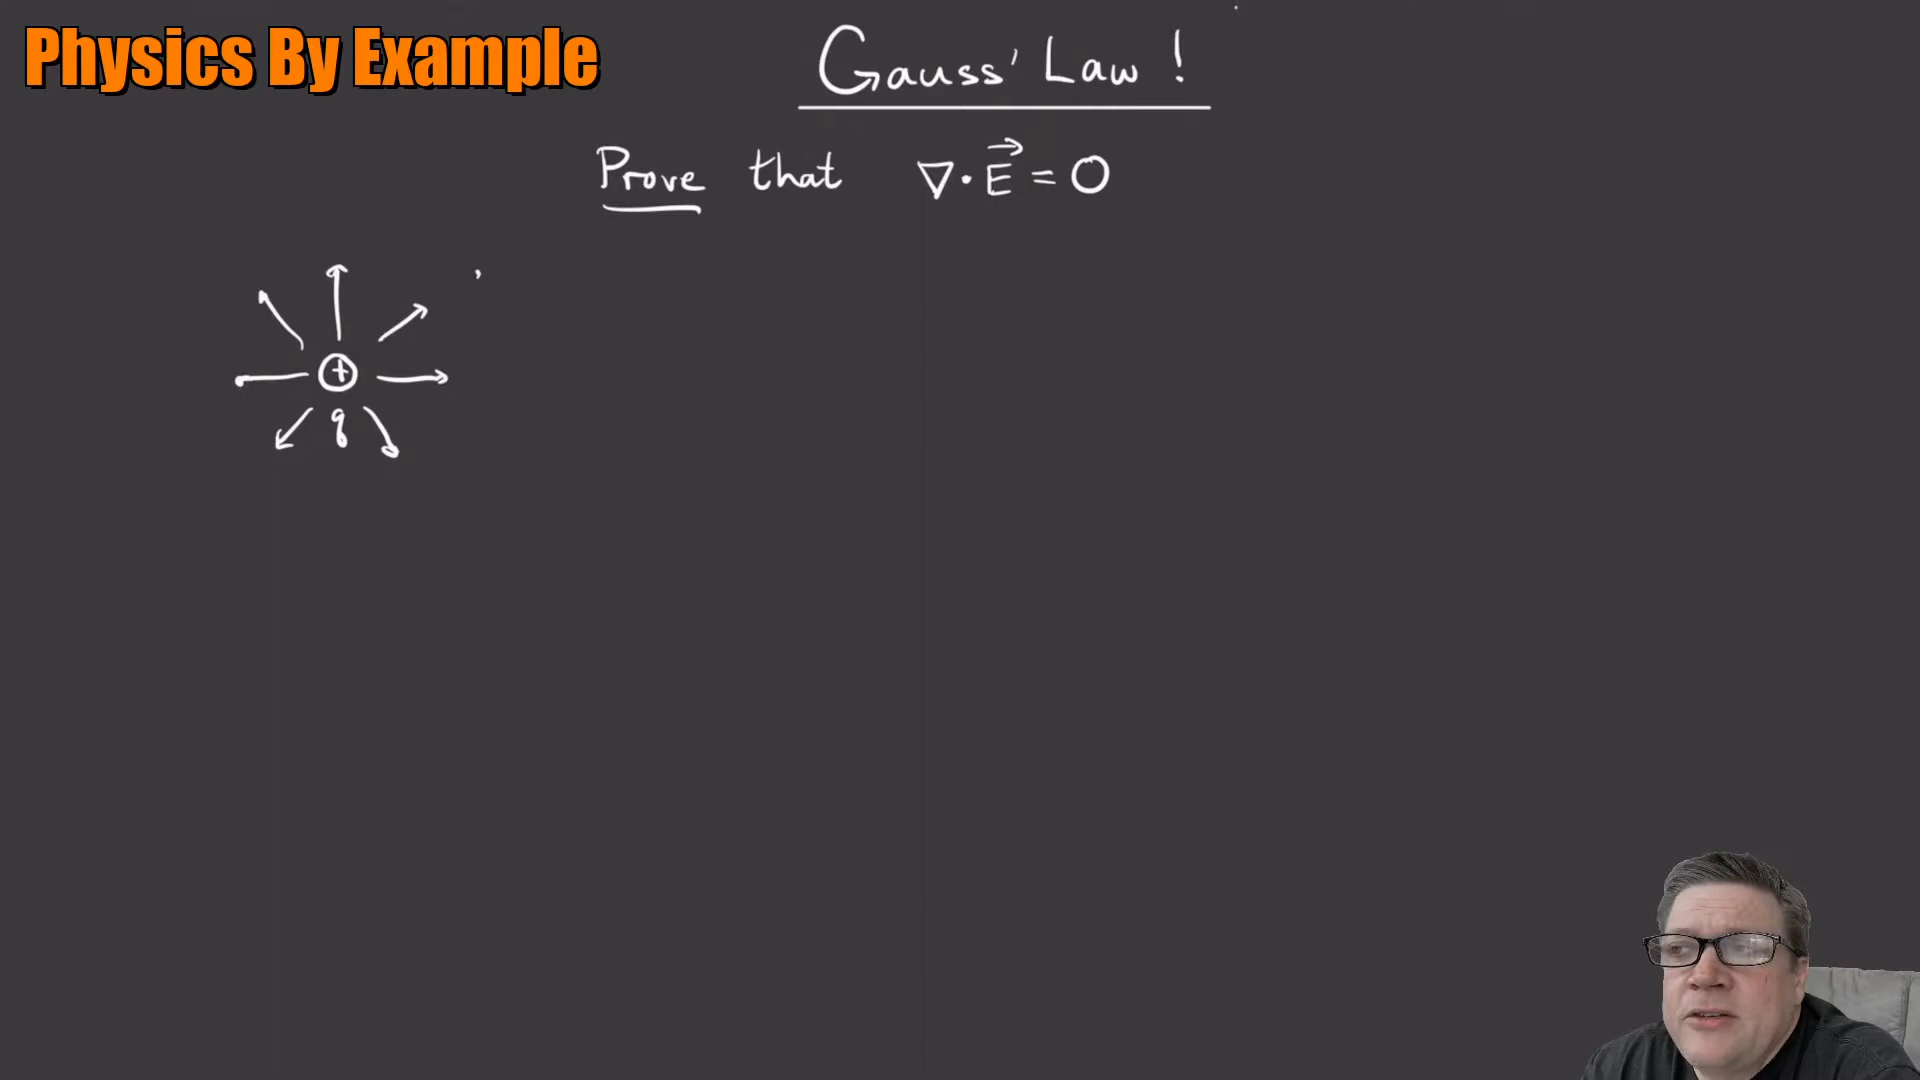 Physics By Example
Gauss' Law !
Prove that ∇·E⃗ = 0
+
q